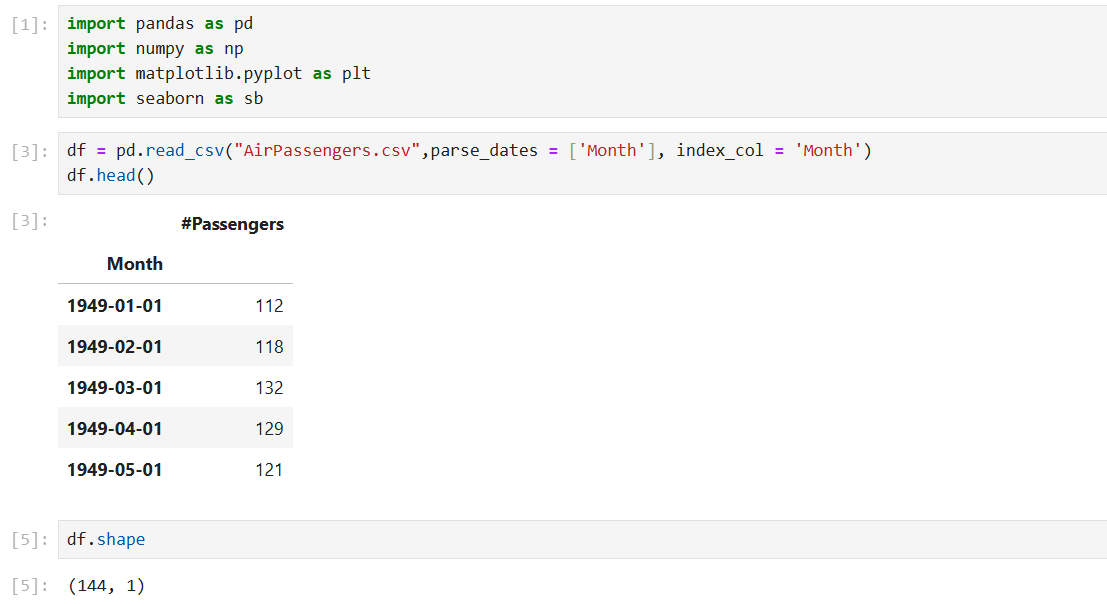 [1]: import pandas as pd
import numpy as np
import matplotlib.pyplot as plt
import seaborn as sb
[3]: df = pd.read_csv("AirPassengers.csv",parse_dates = ['Month'], index_col = 'Month')
df.head()
[3]: #Passengers
Month
1949-01-01 112
1949-02-01 118
1949-03-01 132
1949-04-01 129
1949-05-01 121
[5]: df.shape
[5]: (144, 1)